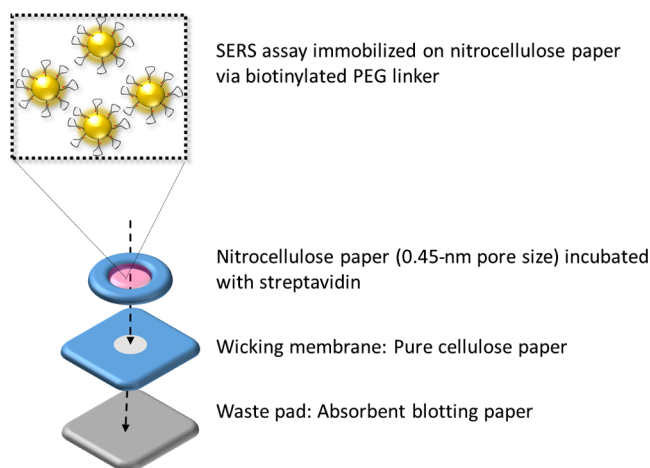 SERS assay immobilized on nitrocellulose paper
via biotinylated PEG linker
Nitrocellulose paper (0.45-nm pore size) incubated
with streptavidin
Wicking membrane: Pure cellulose paper
Waste pad: Absorbent blotting paper